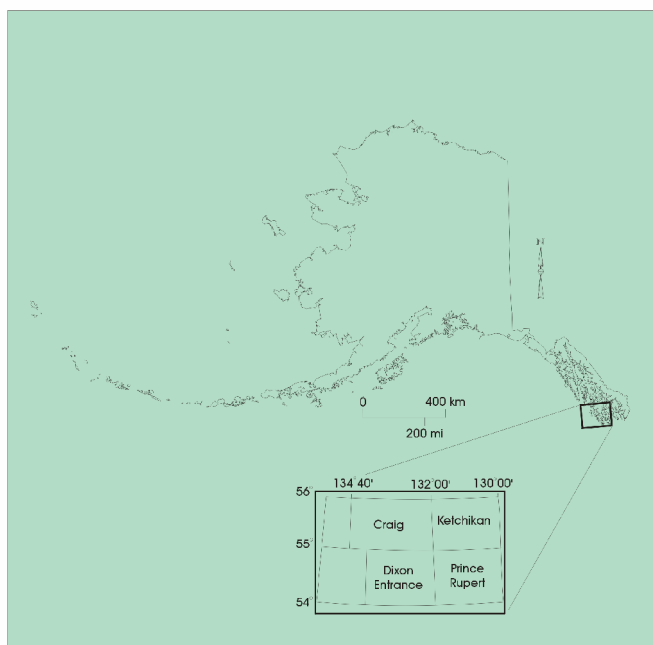 0 400 km
200 mi
134°40' 132°00' 130°00'
56°
Craig Ketchikan
55°
Dixon Prince
Entrance Rupert
54°